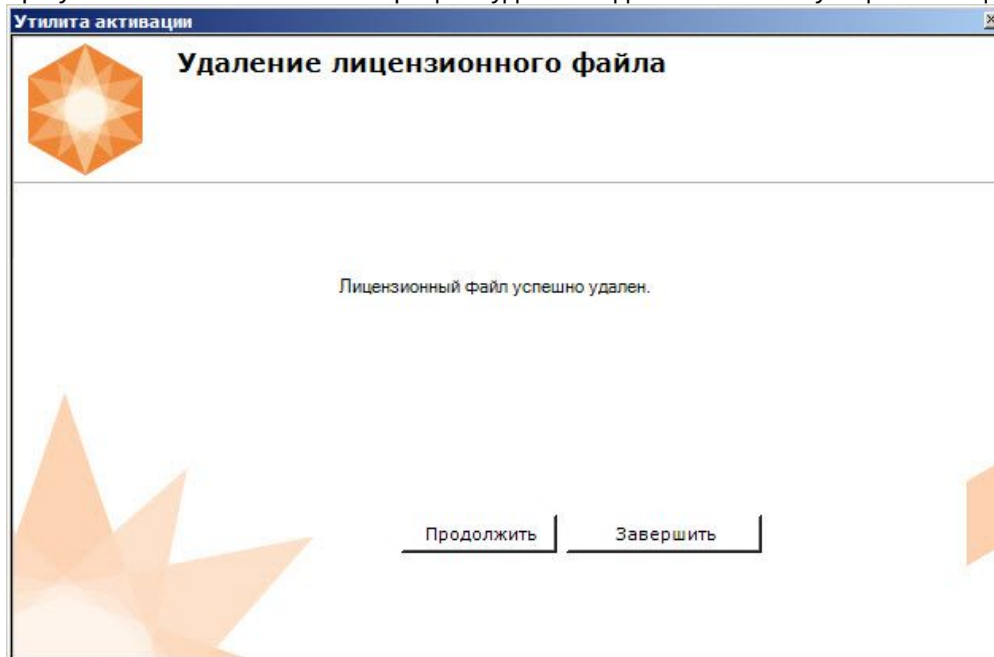 Утилита активации
Удаление лицензионного файла
Лицензионный файл успешно удален.
Продолжить
Завершить